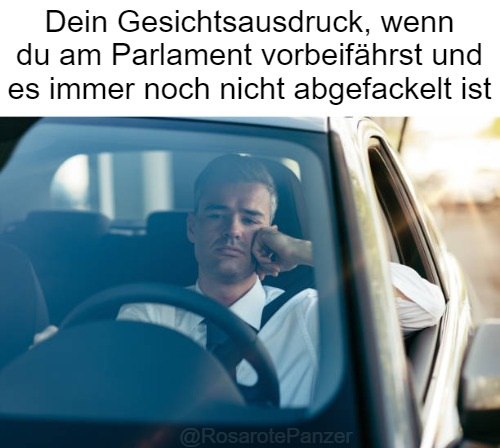 Dein Gesichtsausdruck, wenn
du am Parlament vorbeifährst und
es immer noch nicht abgefackelt ist
@RosarotePanzer